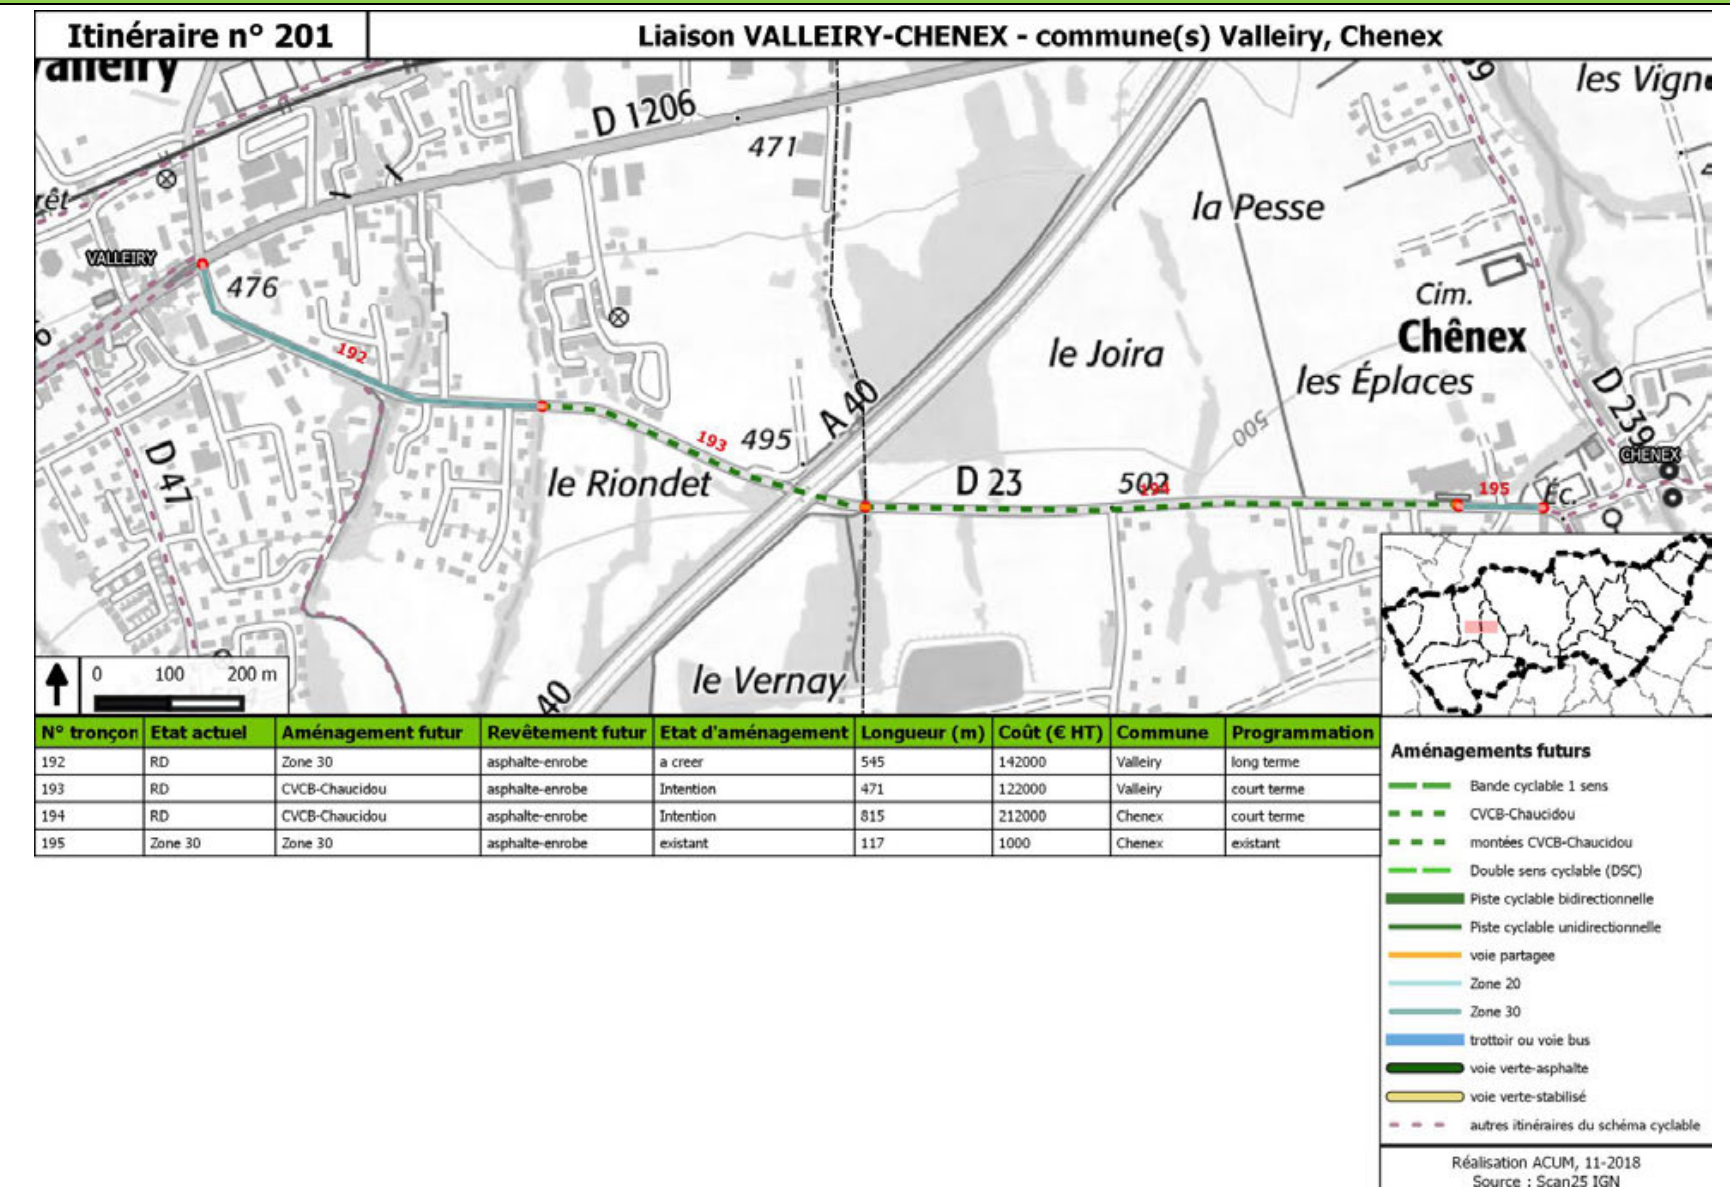 Itinéraire n° 201
Liaison VALLEIRY-CHENEX - commune(s) Valleiry, Chenex
les Vign
D 1206
471
la Pesse
VALLEIRY
476
Cim.
Chênex
192
le Joira
les Éplaces
A 40
193
495
500
D 239
D 47
le Riondet
D 23
502
194
195
Éc.
CHENEX
le Vernay
40
0 100 200 m
N° tronçon Etat actuel Aménagement futur Revêtement futur Etat d'aménagement Longueur (m) Coût (€ HT) Commune Programmation
192 RD Zone 30 asphalte-enrobe a creer 545 142000 Valleiry long terme
193 RD CVCB-Chaucidou asphalte-enrobe Intention 471 122000 Valleiry court terme
194 RD CVCB-Chaucidou asphalte-enrobe Intention 815 212000 Chenex court terme
195 Zone 30 Zone 30 asphalte-enrobe existant 117 1000 Chenex existant
Aménagements futurs
Bande cyclable 1 sens
CVCB-Chaucidou
montées CVCB-Chaucidou
Double sens cyclable (DSC)
Piste cyclable bidirectionnelle
Piste cyclable unidirectionnelle
voie partagee
Zone 20
Zone 30
trottoir ou voie bus
voie verte-asphalte
voie verte-stabilisé
autres itinéraires du schéma cyclable
Réalisation ACUM, 11-2018
Source : Scan25 IGN